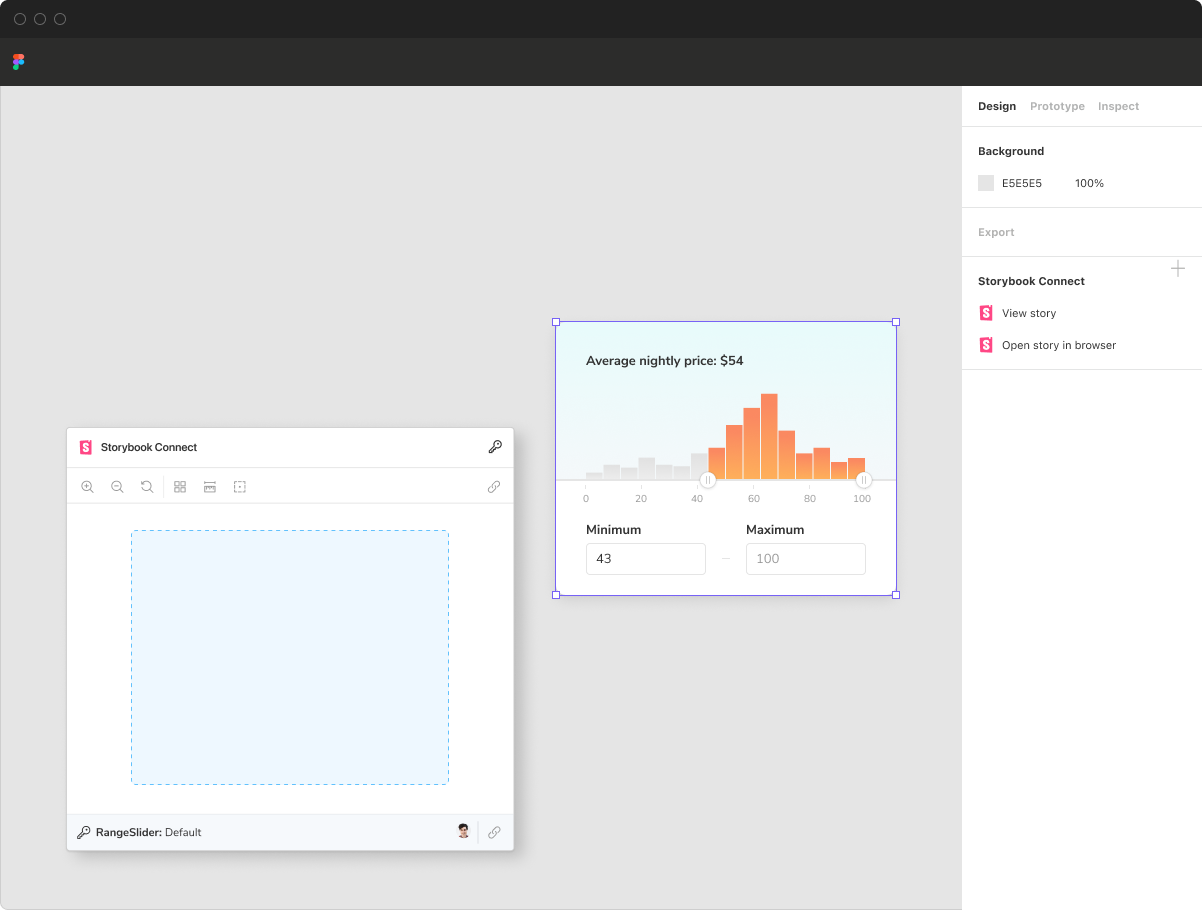 Design Prototype Inspect
Background
E5E5E5 100%
Export
Storybook Connect
View story
Open story in browser
Average nightly price: $54
0 20 40 60 80 100
Minimum Maximum
43 – 100
Storybook Connect
RangeSlider: Default